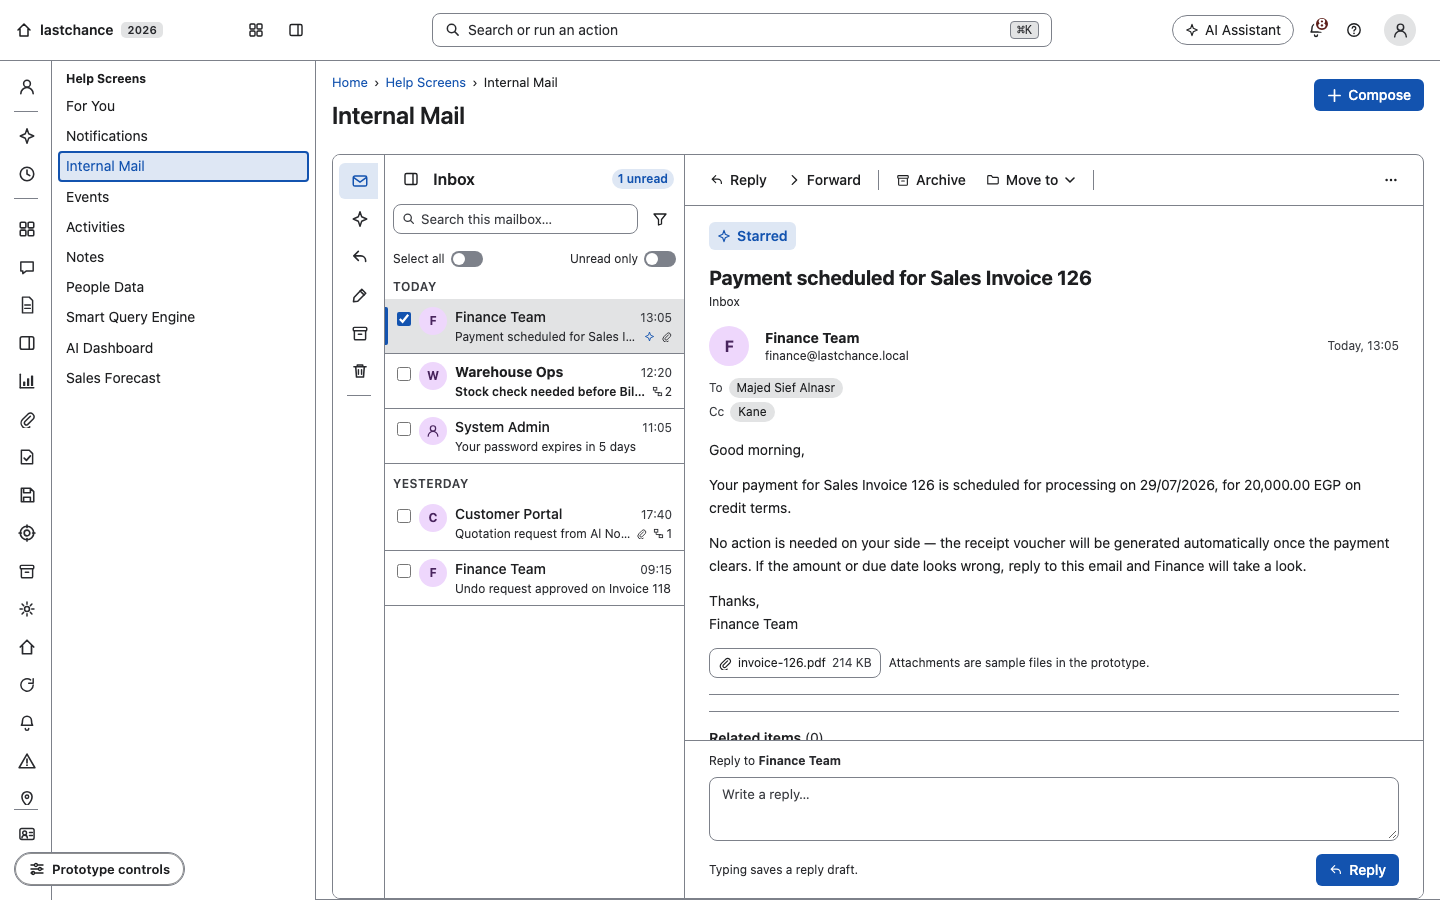 lastchance 2026
Search or run an action ⌘K
AI Assistant
8
Help Screens
For You
Notifications
Internal Mail
Events
Activities
Notes
People Data
Smart Query Engine
AI Dashboard
Sales Forecast
Prototype controls
Home › Help Screens › Internal Mail
Internal Mail
Compose
Inbox
1 unread
Search this mailbox...
Select all
Unread only
TODAY
F
Finance Team 13:05
Payment scheduled for Sales I...
W
Warehouse Ops 12:20
Stock check needed before Bil... 2
System Admin 11:05
Your password expires in 5 days
YESTERDAY
C
Customer Portal 17:40
Quotation request from Al No... 1
F
Finance Team 09:15
Undo request approved on Invoice 118
Reply
Forward
Archive
Move to
Starred
Payment scheduled for Sales Invoice 126
Inbox
F
Finance Team
finance@lastchance.local
Today, 13:05
To Majed Sief Alnasr
Cc Kane
Good morning,
Your payment for Sales Invoice 126 is scheduled for processing on 29/07/2026, for 20,000.00 EGP on
credit terms.
No action is needed on your side — the receipt voucher will be generated automatically once the payment
clears. If the amount or due date looks wrong, reply to this email and Finance will take a look.
Thanks,
Finance Team
invoice-126.pdf 214 KB
Attachments are sample files in the prototype.
Related items (0)
Reply to Finance Team
Write a reply...
Typing saves a reply draft.
Reply